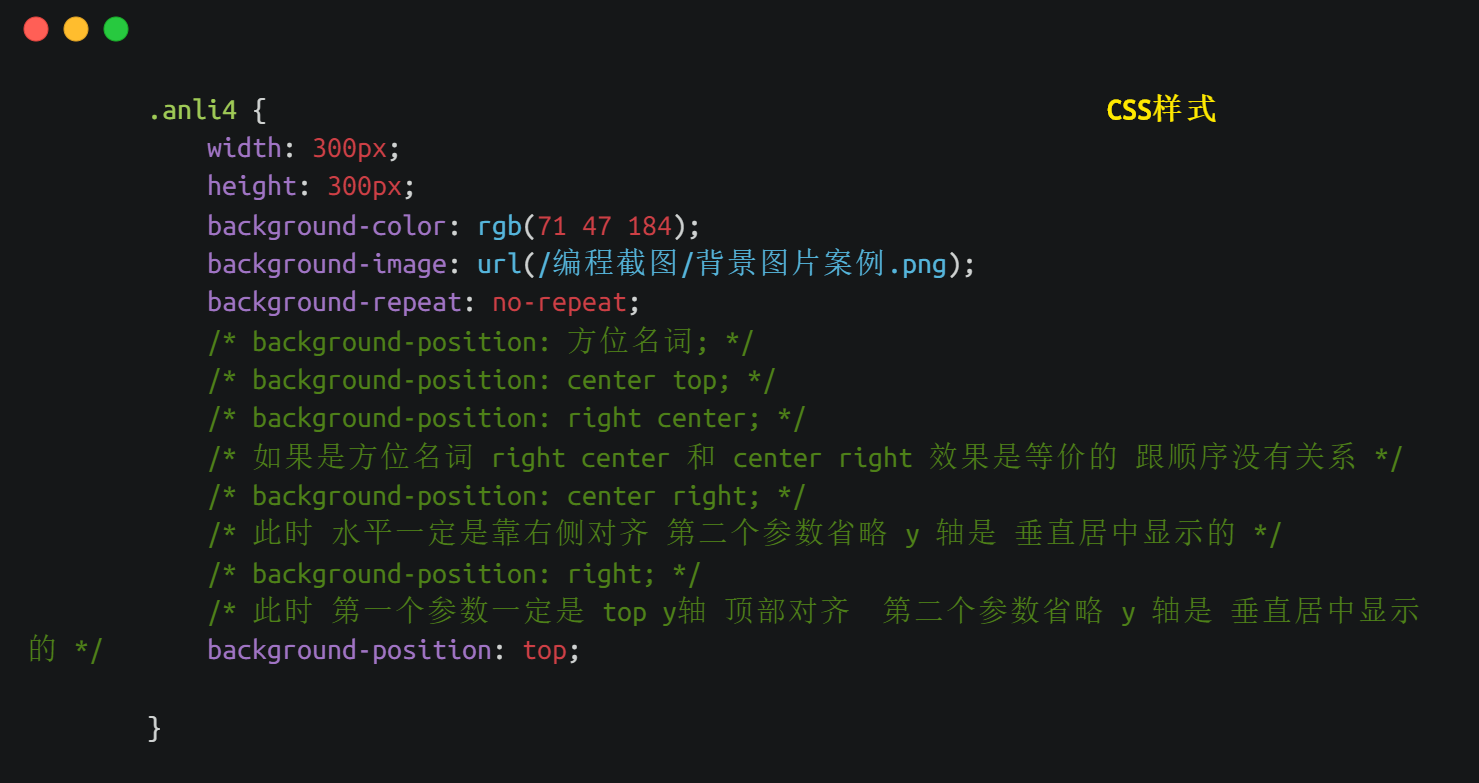 CSS样式
.anli4 {
width: 300px;
height: 300px;
background-color: rgb(71 47 184);
background-image: url(/编程截图/背景图片案例.png);
background-repeat: no-repeat;
/* background-position: 方位名词; */
/* background-position: center top; */
/* background-position: right center; */
/* 如果是方位名词 right center 和 center right 效果是等价的 跟顺序没有关系 */
/* background-position: center right; */
/* 此时 水平一定是靠右侧对齐 第二个参数省略 y 轴是 垂直居中显示的 */
/* background-position: right; */
/* 此时 第一个参数一定是 top y轴 顶部对齐 第二个参数省略 y 轴是 垂直居中显示
的 */ background-position: top;
}